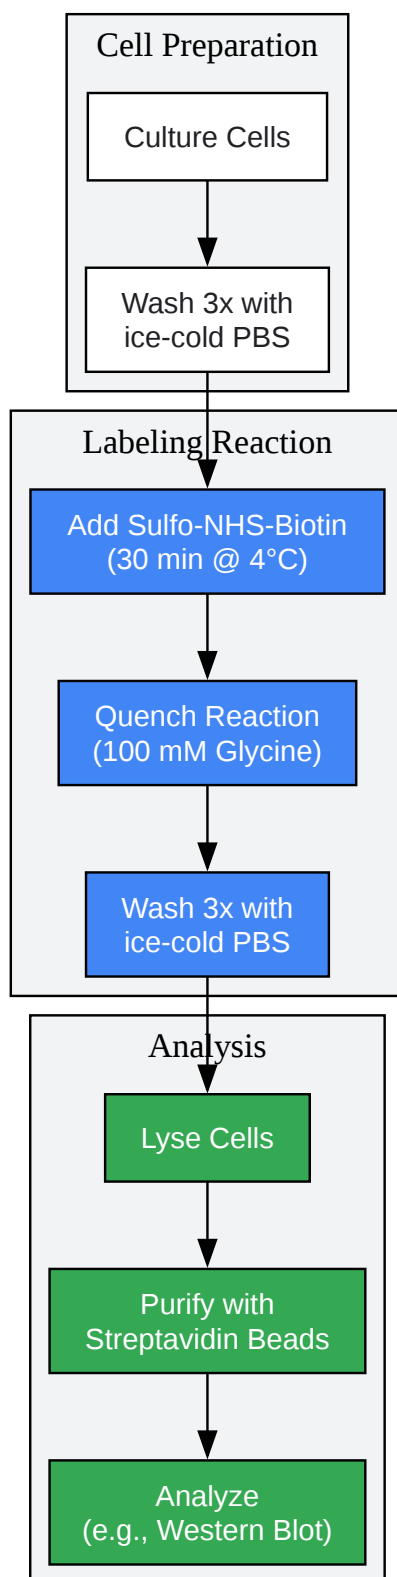 Cell Preparation
Culture Cells
Wash 3x with
ice-cold PBS
Labeling Reaction
Add Sulfo-NHS-Biotin
(30 min @ 4°C)
Quench Reaction
(100 mM Glycine)
Wash 3x with
ice-cold PBS
Analysis
Lyse Cells
Purify with
Streptavidin Beads
Analyze
(e.g., Western Blot)